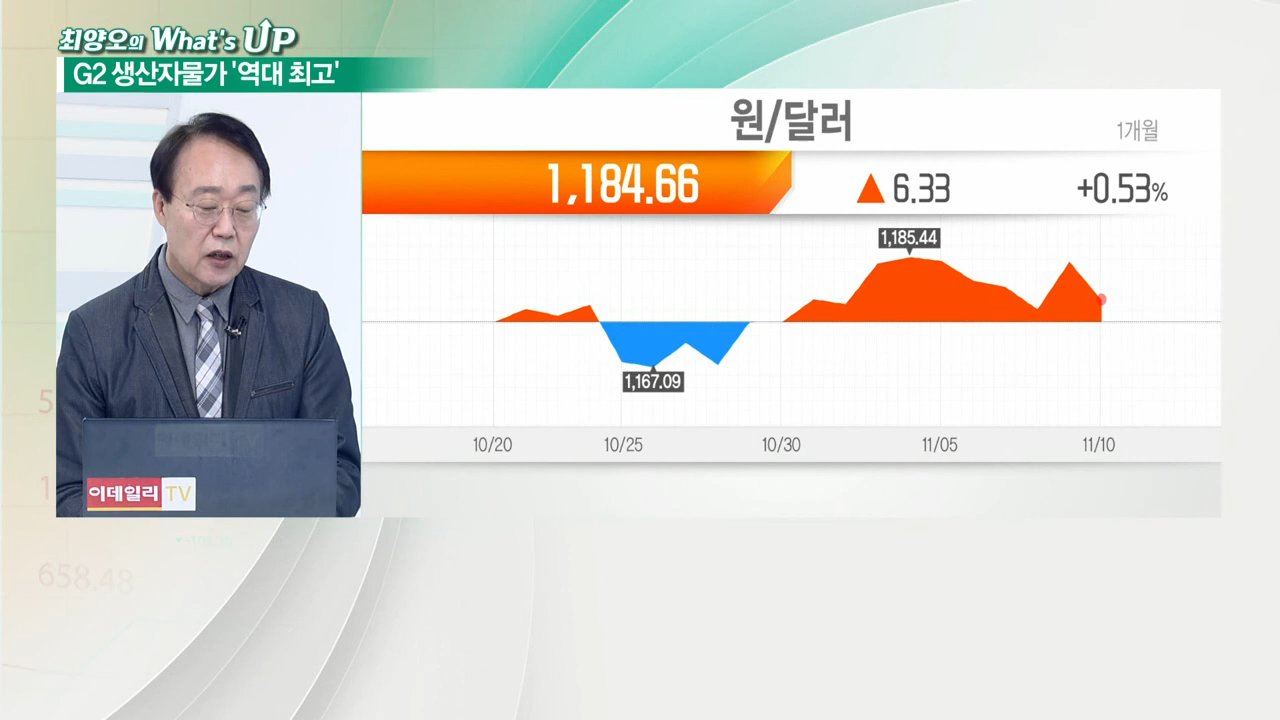 최양오의 What's UP
G2 생산자물가 '역대 최고'
원/달러
1개월
1,184.66
▲ 6.33
+0.53%
1,185.44
1,167.09
10/20
10/25
10/30
11/05
11/10
이데일리 TV
658.48